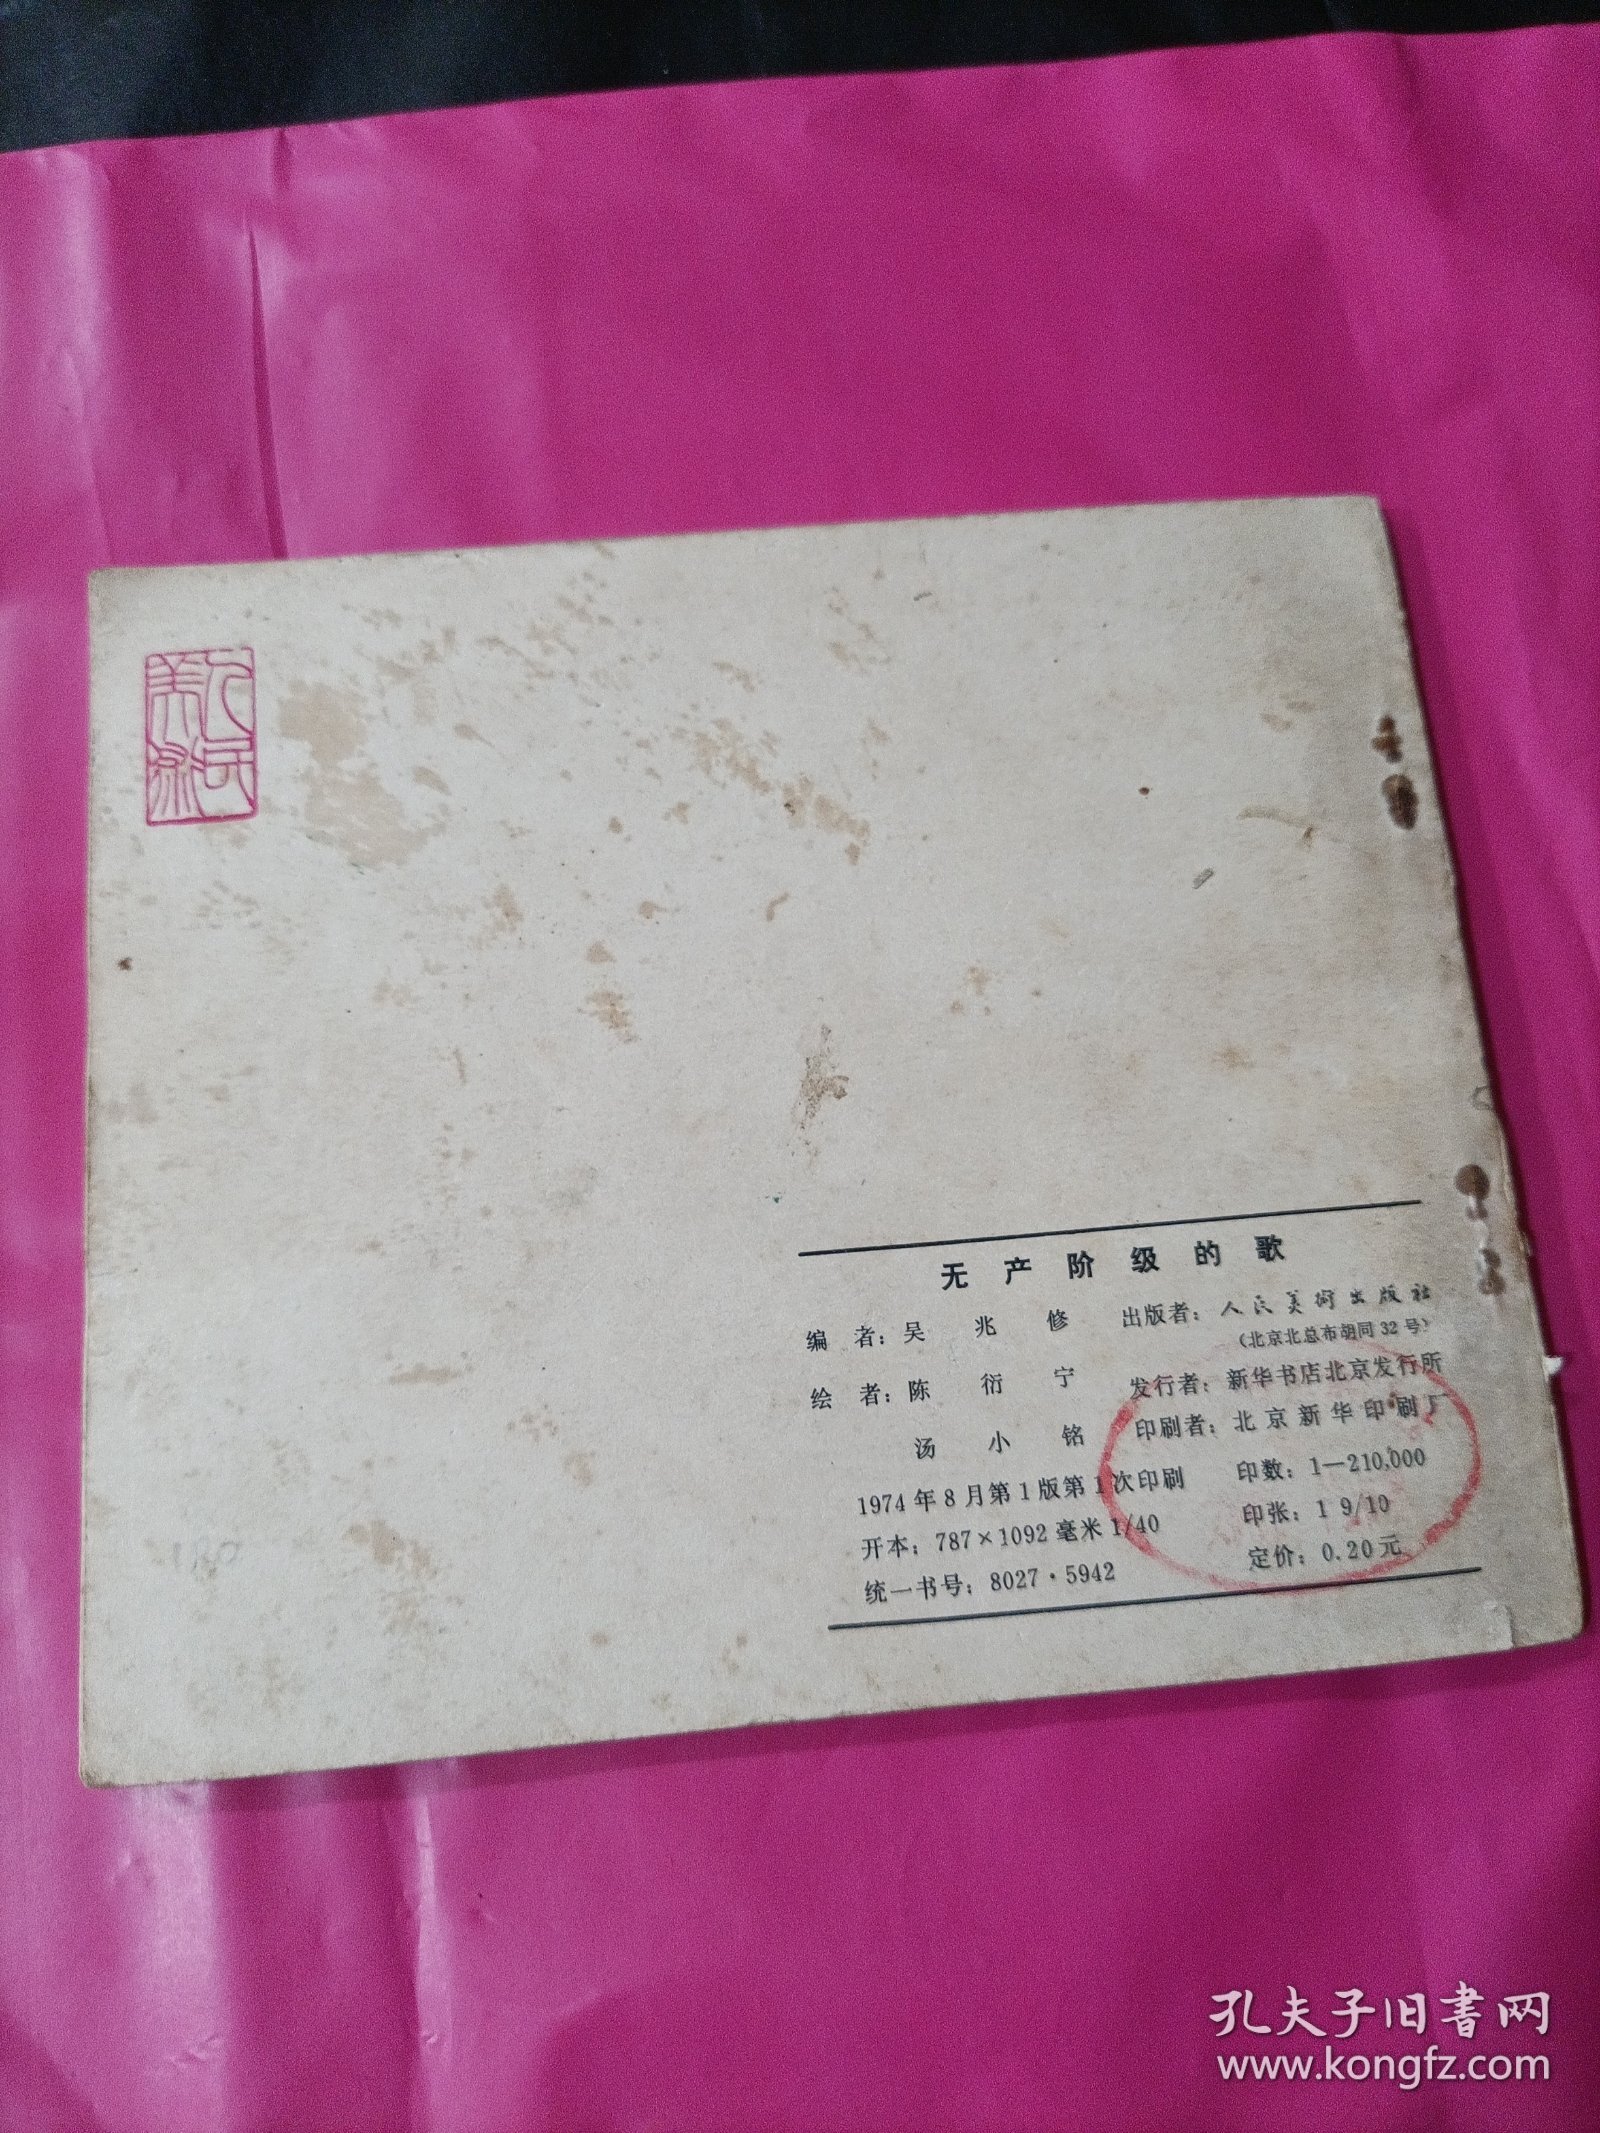 人民
美術
无产阶级的歌
编者：吴兆修
绘者：陈衍宁
汤小铭
1974年8月第1版第1次印刷
开本：787×1092毫米1/40
统一书号：8027·5942
出版者：人民美術出版社
（北京北总布胡同32号）
发行者：新华书店北京发行所
印刷者：北京新华印刷厂
印数：1—210,000
印张：1 9/10
定价：0.20元
孔夫子旧書网
www.kongfz.com